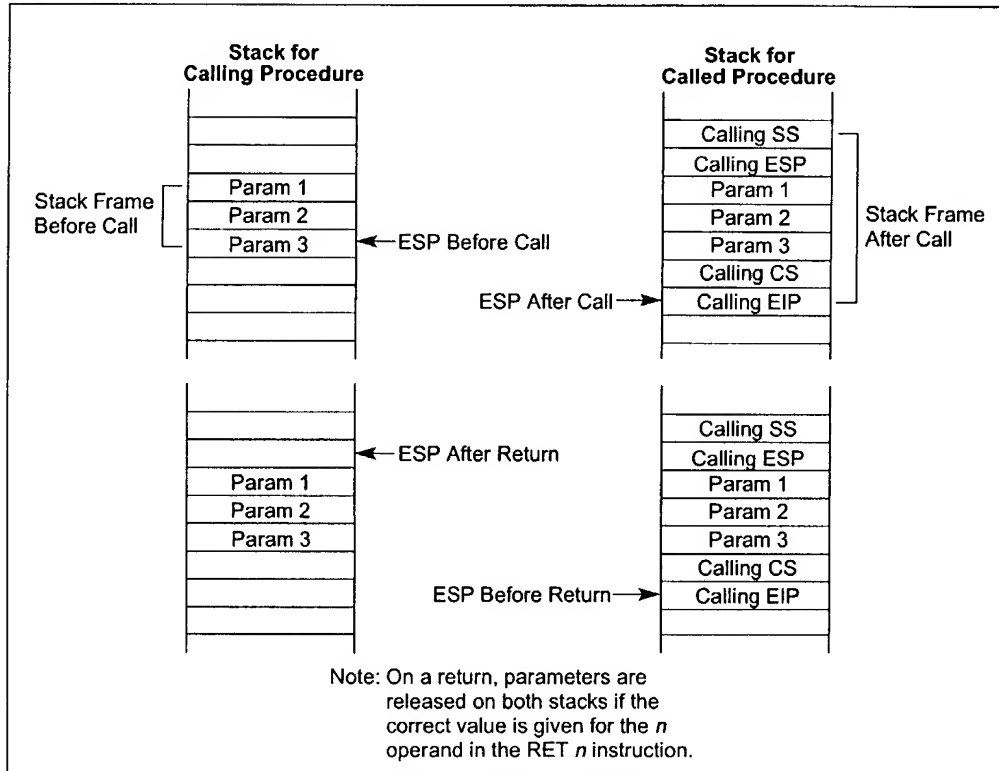 Stack for
Calling Procedure
Stack for
Called Procedure
Stack Frame
Before Call
Param 1
Param 2
Param 3
ESP Before Call
Calling SS
Calling ESP
Param 1
Param 2
Param 3
Calling CS
Calling EIP
ESP After Call
Stack Frame
After Call
ESP After Return
Param 1
Param 2
Param 3
Calling SS
Calling ESP
Param 1
Param 2
Param 3
Calling CS
Calling EIP
ESP Before Return
Note: On a return, parameters are
released on both stacks if the
correct value is given for the n
operand in the RET n instruction.